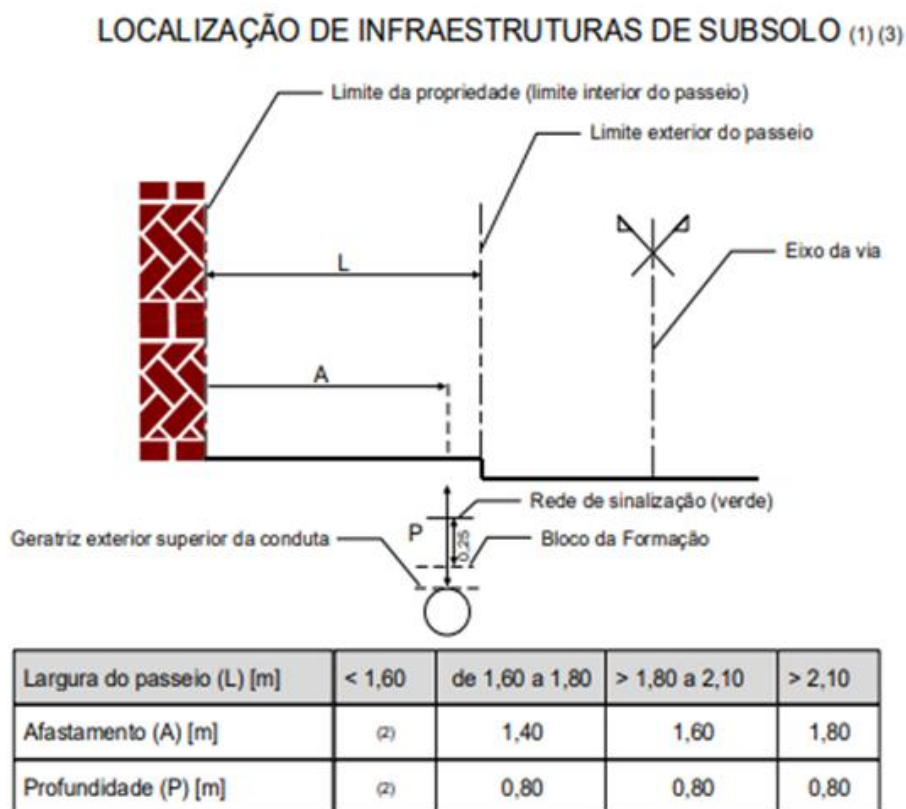 LOCALIZAÇÃO DE INFRAESTRUTURAS DE SUBSOLO (1) (3)
Limite da propriedade (limite interior do passeio)
Limite exterior do passeio
Eixo da via
L
A
Rede de sinalização (verde)
P
0,25
Geratriz exterior superior da conduta
Bloco da Formação
Largura do passeio (L) [m] < 1,60 de 1,60 a 1,80 > 1,80 a 2,10 > 2,10
Afastamento (A) [m] (2) 1,40 1,60 1,80
Profundidade (P) [m] (2) 0,80 0,80 0,80